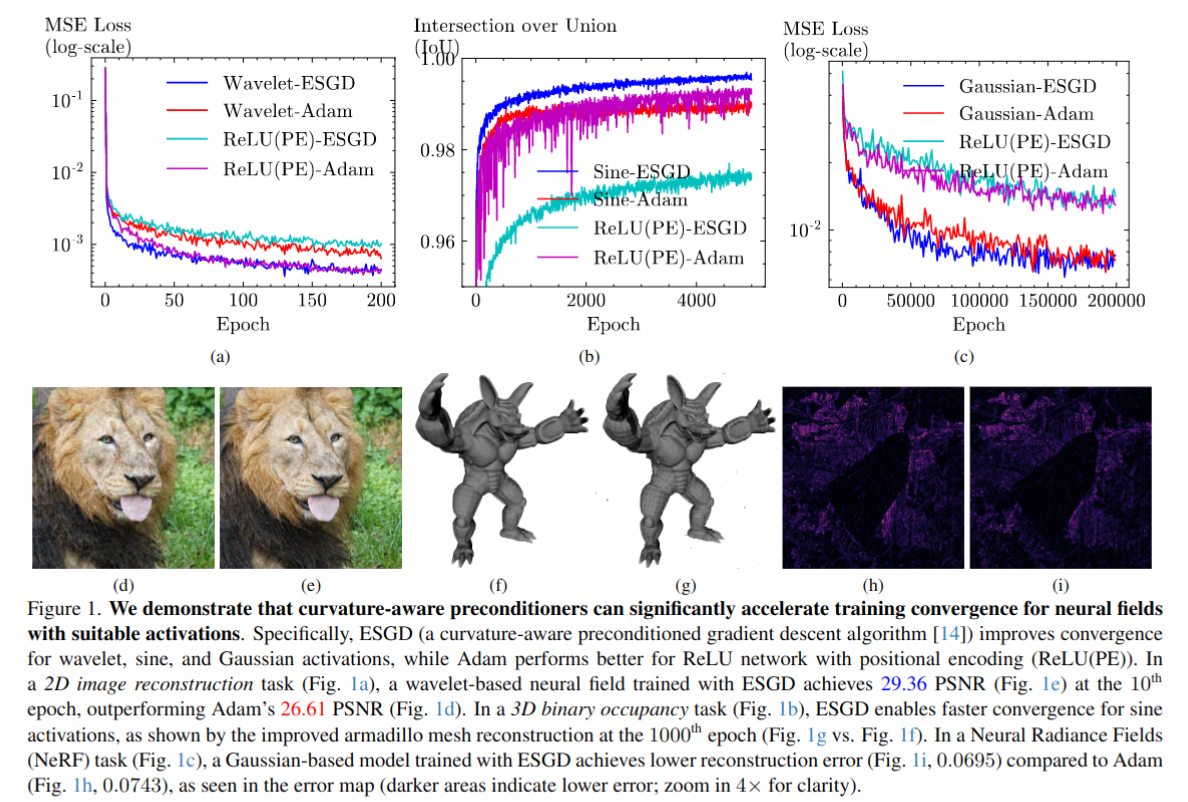 MSE Loss
(log-scale)
10⁻¹
10⁻²
10⁻³
Wavelet-ESGD
Wavelet-Adam
ReLU(PE)-ESGD
ReLU(PE)-Adam
0 50 100 150 200
Epoch
(a)
Intersection over Union
(IoU)
1.00
0.98
0.96
Sine-ESGD
Sine-Adam
ReLU(PE)-ESGD
ReLU(PE)-Adam
0 2000 4000
Epoch
(b)
MSE Loss
(log-scale)
10⁻²
Gaussian-ESGD
Gaussian-Adam
ReLU(PE)-ESGD
ReLU(PE)-Adam
0 50000 100000 150000 200000
Epoch
(c)
(d) (e) (f) (g) (h) (i)
Figure 1. We demonstrate that curvature-aware preconditioners can significantly accelerate training convergence for neural fields
with suitable activations. Specifically, ESGD (a curvature-aware preconditioned gradient descent algorithm [14]) improves convergence
for wavelet, sine, and Gaussian activations, while Adam performs better for ReLU network with positional encoding (ReLU(PE)). In
a 2D image reconstruction task (Fig. 1a), a wavelet-based neural field trained with ESGD achieves 29.36 PSNR (Fig. 1e) at the 10ᵗʰ
epoch, outperforming Adam's 26.61 PSNR (Fig. 1d). In a 3D binary occupancy task (Fig. 1b), ESGD enables faster convergence for sine
activations, as shown by the improved armadillo mesh reconstruction at the 1000ᵗʰ epoch (Fig. 1g vs. Fig. 1f). In a Neural Radiance Fields
(NeRF) task (Fig. 1c), a Gaussian-based model trained with ESGD achieves lower reconstruction error (Fig. 1i, 0.0695) compared to Adam
(Fig. 1h, 0.0743), as seen in the error map (darker areas indicate lower error; zoom in 4× for clarity).